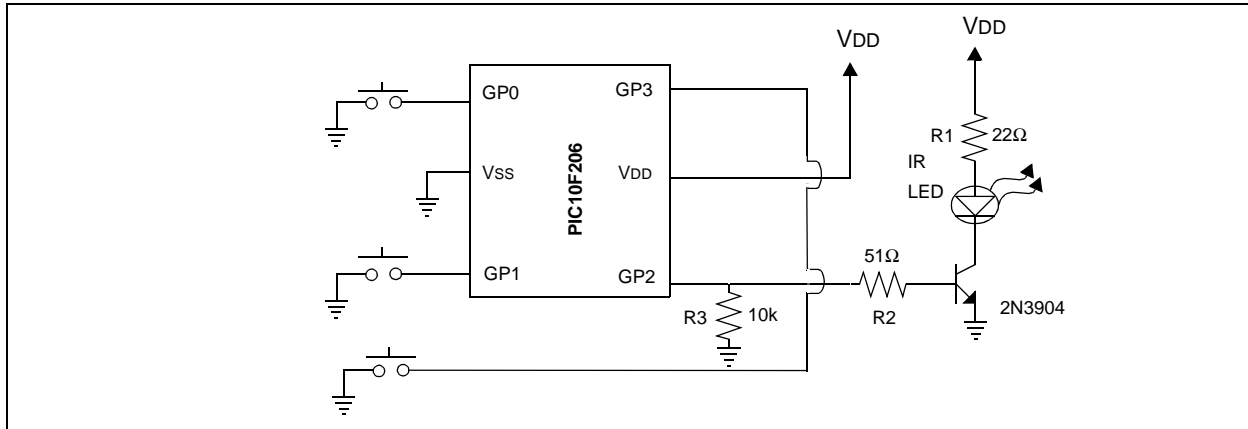 VDD
VDD
GP0
GP3
R1
22Ω
IR
LED
VSS
VDD
PIC10F206
51Ω
GP1
GP2
R2
2N3904
R3
10k